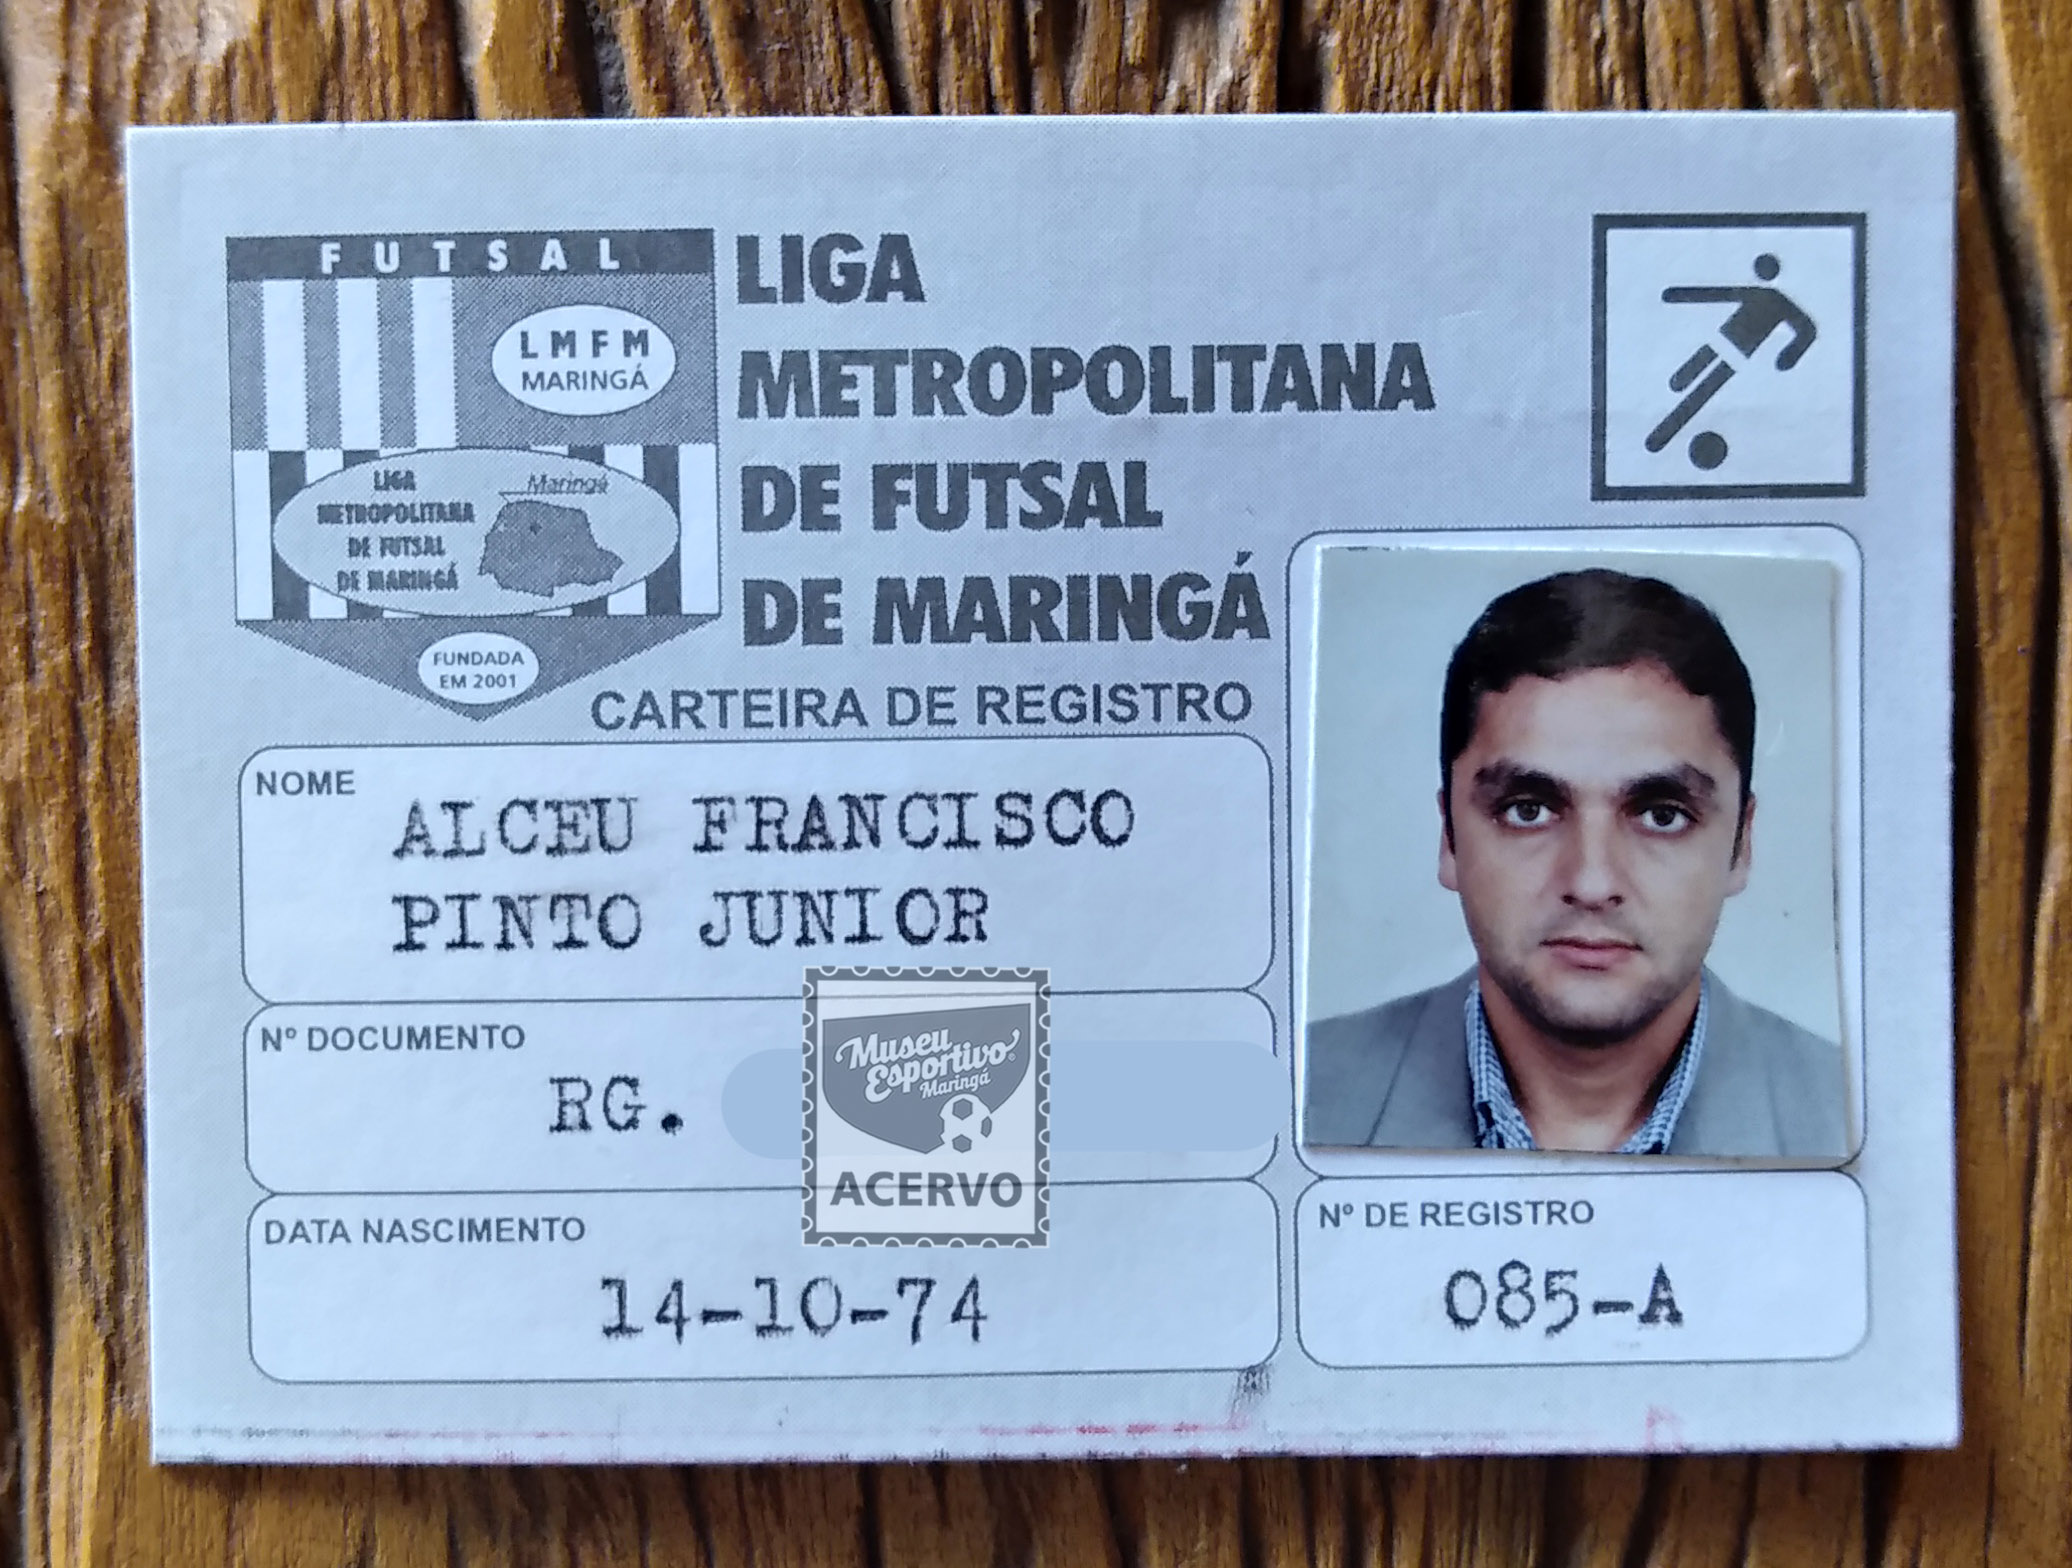 FUTSAL
LMFM
MARINGÁ
LIGA
METROPOLITANA
DE FUTSAL
DE MARINGÁ
Maringá
FUNDADA
EM 2001
LIGA
METROPOLITANA
DE FUTSAL
DE MARINGÁ
CARTEIRA DE REGISTRO
NOME
ALCEU FRANCISCO
PINTO JUNIOR
Nº DOCUMENTO
RG.
Museu
Esportivo®
Maringá
ACERVO
DATA NASCIMENTO
14-10-74
Nº DE REGISTRO
085-A